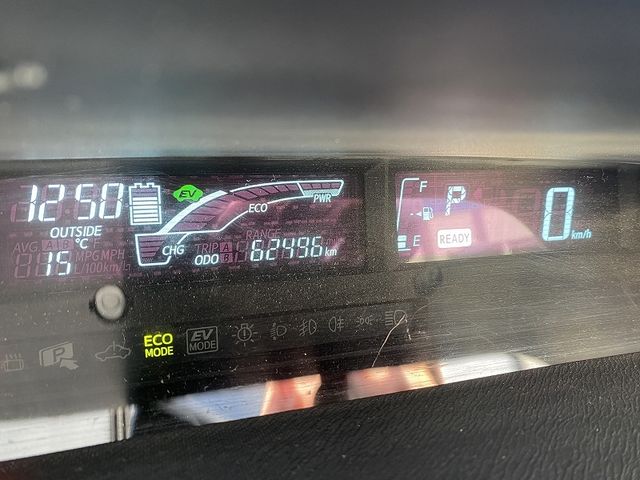 12:50
EV
F
P
0 km/h
ECO
PWR
OUTSIDE
°C
15
AVG. A B
MPG MPH
L/100km/h
CHG
RANGE
TRIP A
B
ODO 62496 km
E
READY
ECO
MODE
EV
MODE
P